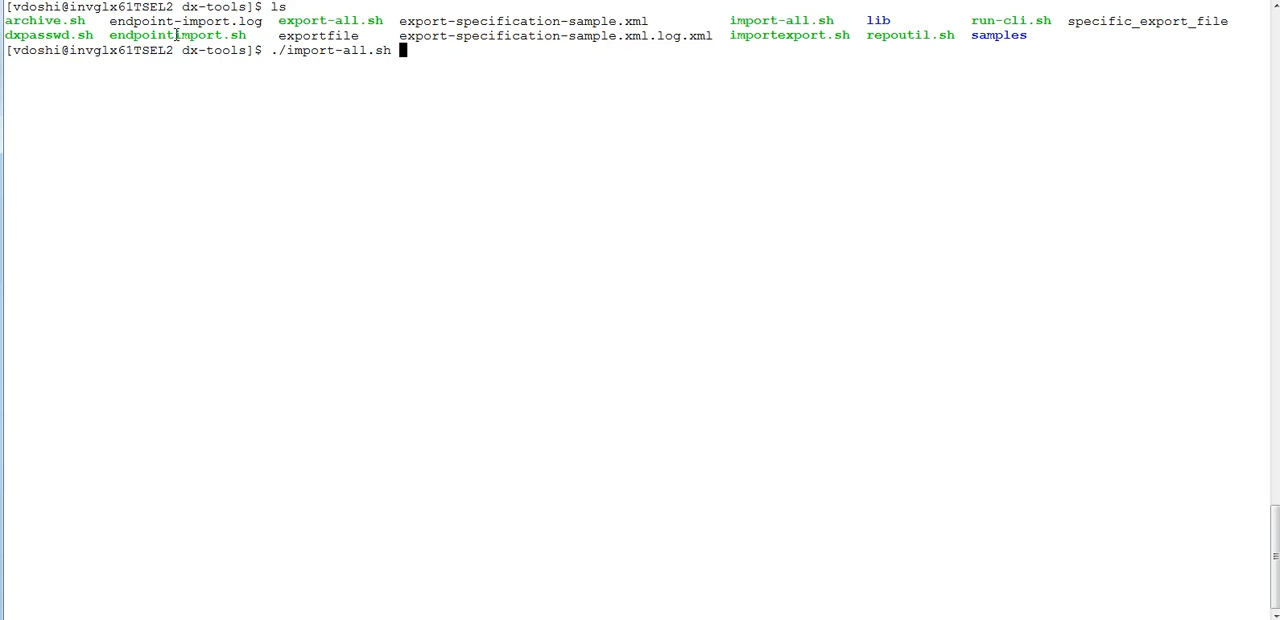 [vdoshi@invglx61TSEL2 dx-tools]$ ls
archive.sh endpoint-import.log export-all.sh export-specification-sample.xml import-all.sh lib run-cli.sh specific_export_file
dxpasswd.sh endpointimport.sh exportfile export-specification-sample.xml.log.xml importexport.sh repoutil.sh samples
[vdoshi@invglx61TSEL2 dx-tools]$ ./import-all.sh